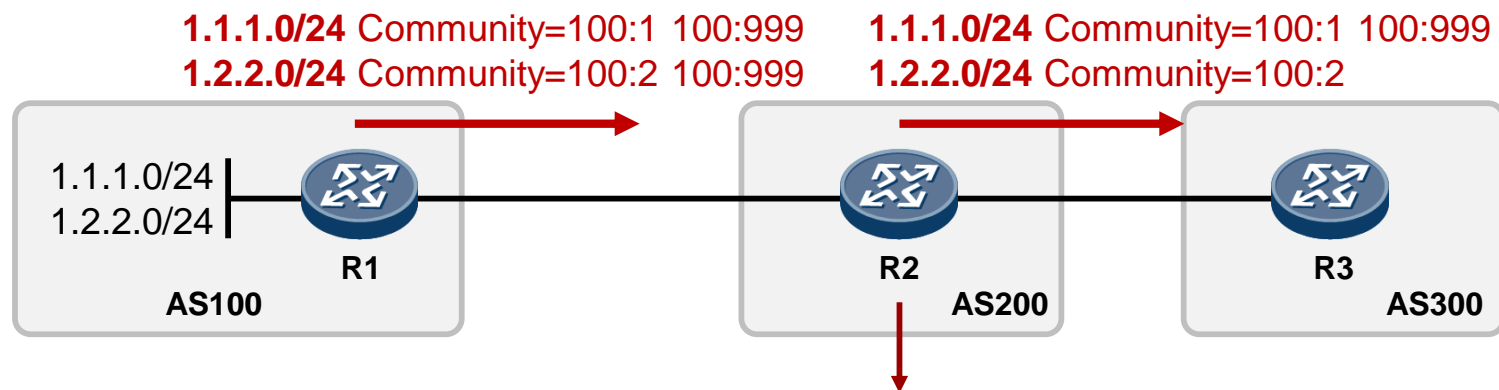 1.1.1.0/24 Community=100:1 100:999
1.2.2.0/24 Community=100:2 100:999
1.1.1.0/24 Community=100:1 100:999
1.2.2.0/24 Community=100:2
1.1.1.0/24
1.2.2.0/24
R1
AS100
R2
AS200
R3
AS300